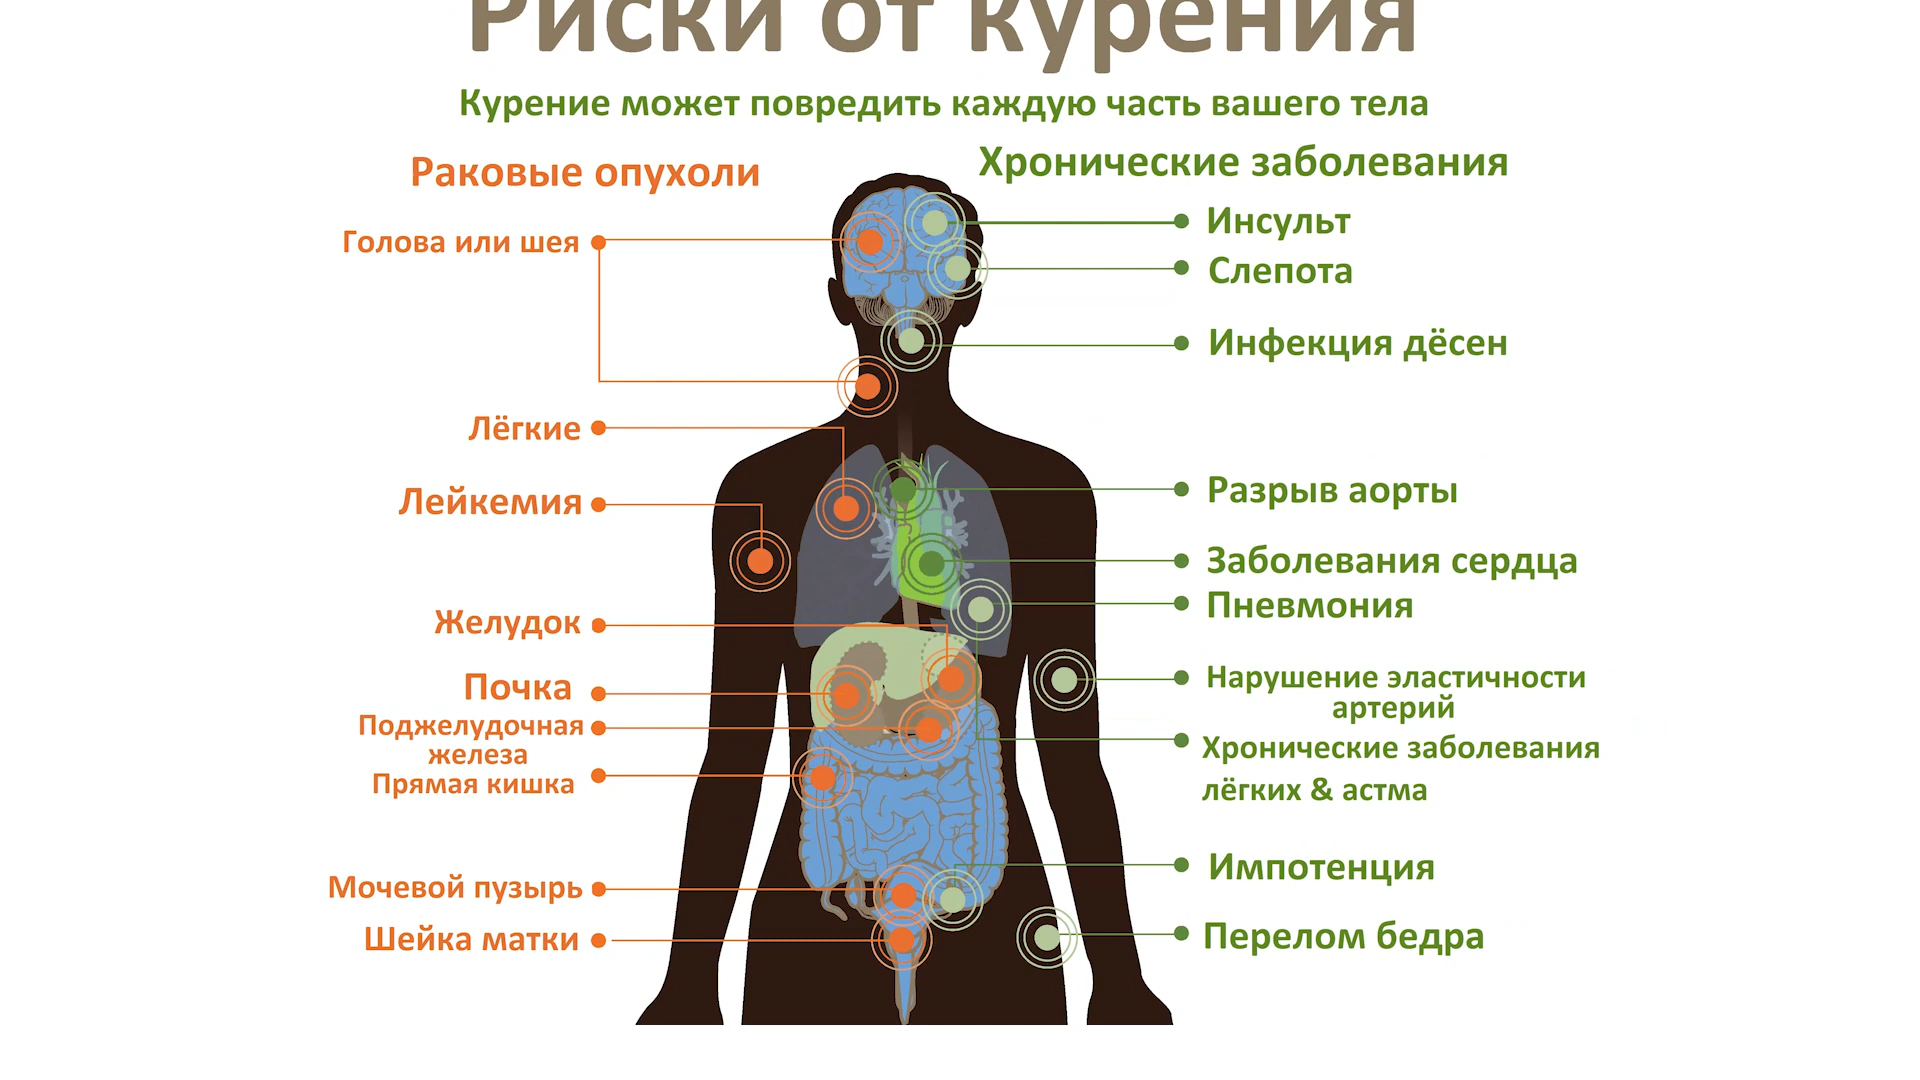 Риски от курения
Курение может повредить каждую часть вашего тела
Раковые опухоли
Голова или шея
Лёгкие
Лейкемия
Желудок
Почка
Поджелудочная
железа
Прямая кишка
Мочевой пузырь
Шейка матки
Хронические заболевания
Инсульт
Слепота
Инфекция дёсен
Разрыв аорты
Заболевания сердца
Пневмония
Нарушение эластичности
артерий
Хронические заболевания
лёгких & астма
Импотенция
Перелом бедра